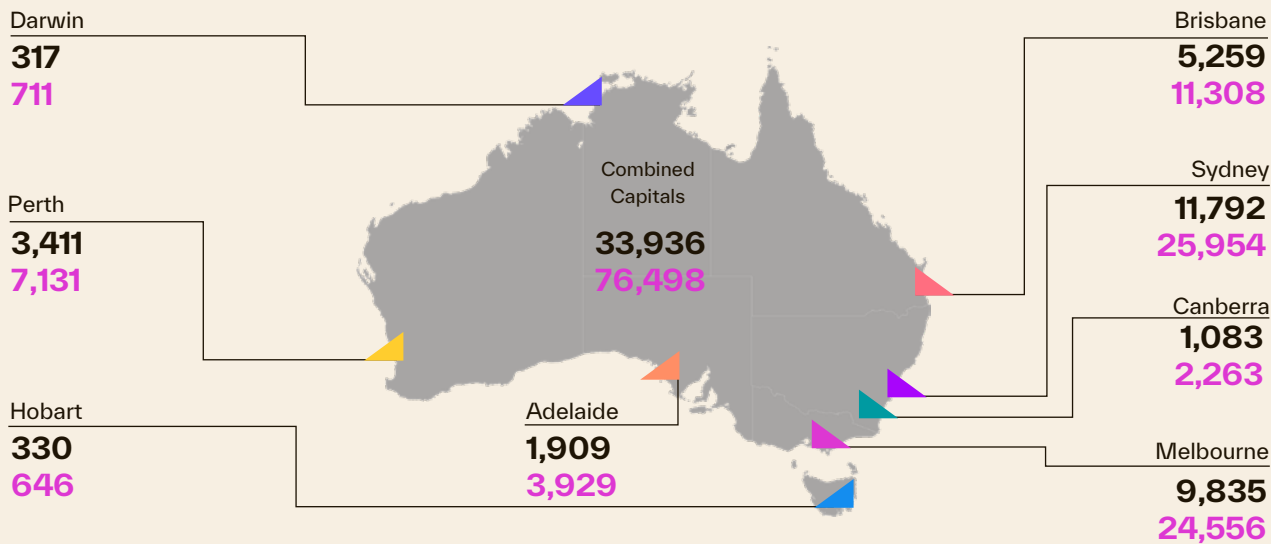 Darwin
317
711
Perth
3,411
7,131
Hobart
330
646
Combined
Capitals
33,936
76,498
Adelaide
1,909
3,929
Brisbane
5,259
11,308
Sydney
11,792
25,954
Canberra
1,083
2,263
Melbourne
9,835
24,556